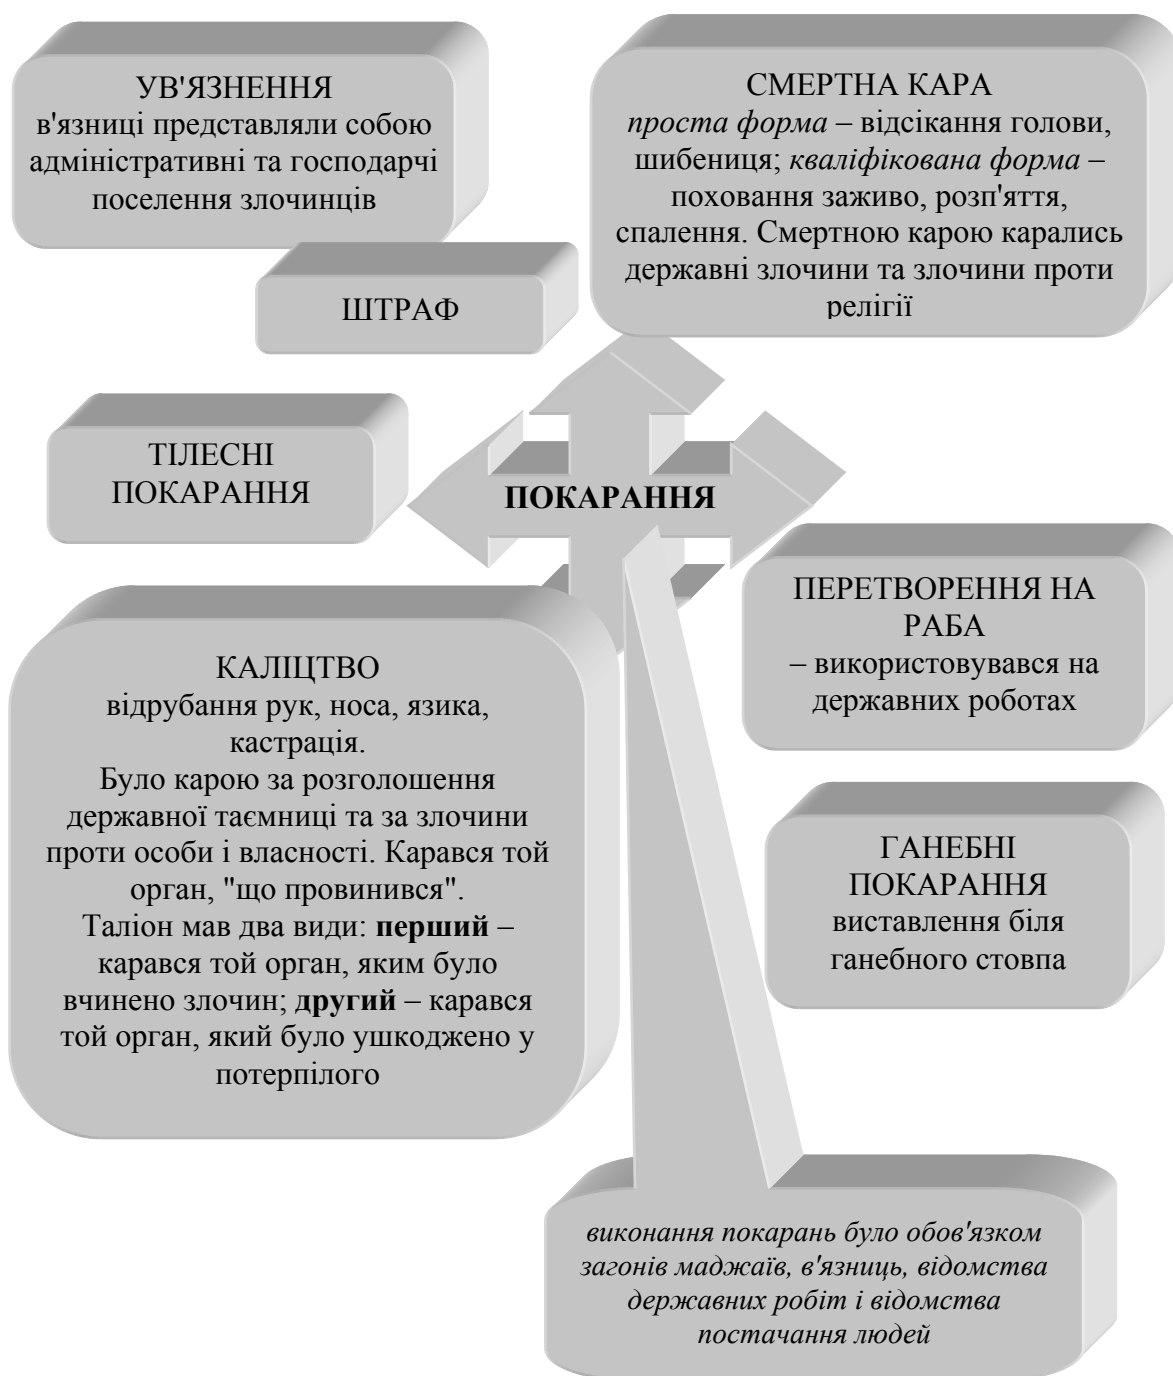 УВ'ЯЗНЕННЯ
в'язниці представляли собою
адміністративні та господарчі
поселення злочинців
СМЕРТНА КАРА
проста форма – відсікання голови,
шибениця; кваліфікована форма –
поховання заживо, розп'яття,
спалення. Смертною карою карались
державні злочини та злочини проти
релігії
ШТРАФ
ТІЛЕСНІ
ПОКАРАННЯ
ПОКАРАННЯ
ПЕРЕТВОРЕННЯ НА
РАБА
– використовувався на
державних роботах
КАЛІЦТВО
відрубання рук, носа, язика,
кастрація.
Було карою за розголошення
державної таємниці та за злочини
проти особи і власності. Карався той
орган, "що провинився".
Таліон мав два види: перший –
карався той орган, яким було
вчинено злочин; другий – карався
той орган, який було ушкоджено у
потерпілого
ГАНЕБНІ
ПОКАРАННЯ
виставлення біля
ганебного стовпа
виконання покарань було обов'язком
загонів маджаїв, в'язниць, відомства
державних робіт і відомства
постачання людей